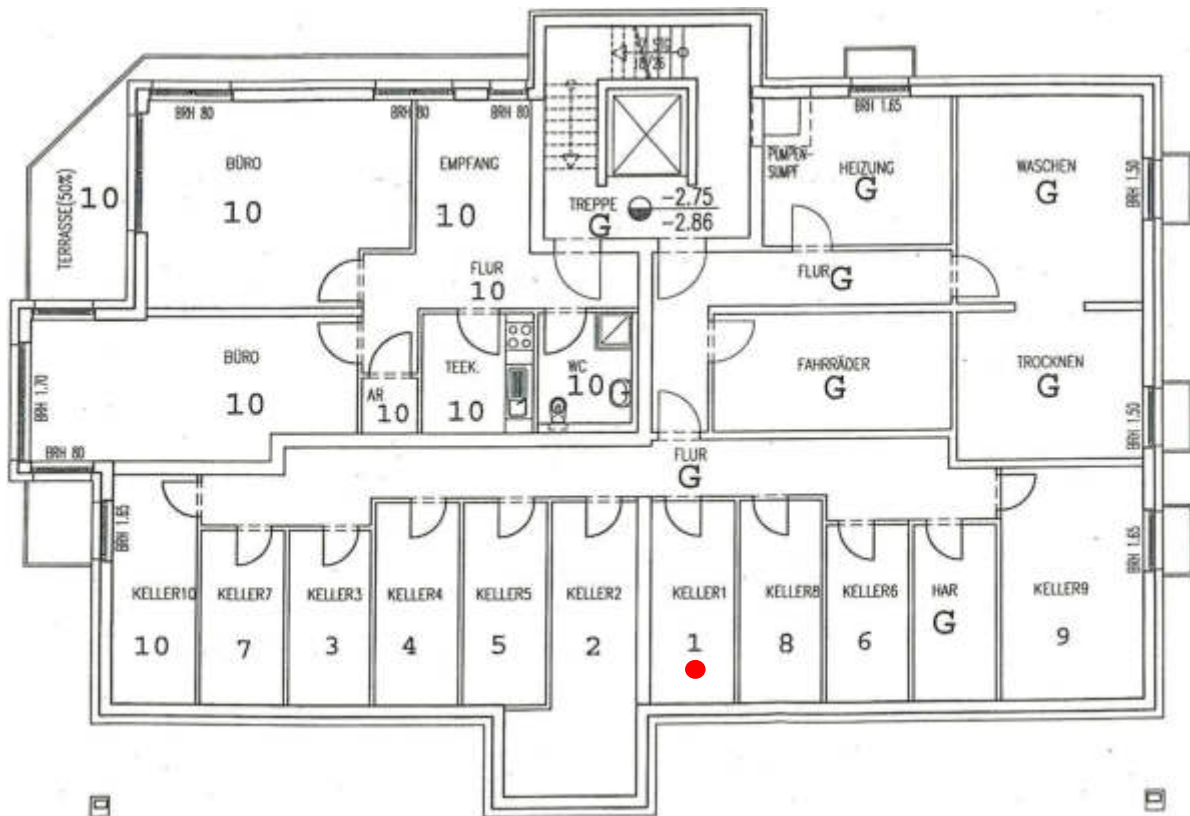 BRH 80
BRH 80
BRH 80
BRH 1.65
TERRASSE(50%)
10
BÜRO
10
EMPFANG
10
TREPPE
G
-2.75
-2.86
PUMPEN-
SUMPF
HEIZUNG
G
WASCHEN
G
BRH 1.50
FLUR
10
FLUR
G
BÜRO
10
BRH 1.70
BRH 80
AR
10
TEEK.
10
WC
10
G
FAHRRÄDER
G
TROCKNEN
G
BRH 1.50
FLUR
G
BRH 1.65
BRH 1.65
KELLER10
10
KELLER7
7
KELLER3
3
KELLER4
4
KELLER5
5
KELLER2
2
KELLER1
1
KELLER8
8
KELLER6
6
HAR
G
KELLER9
9